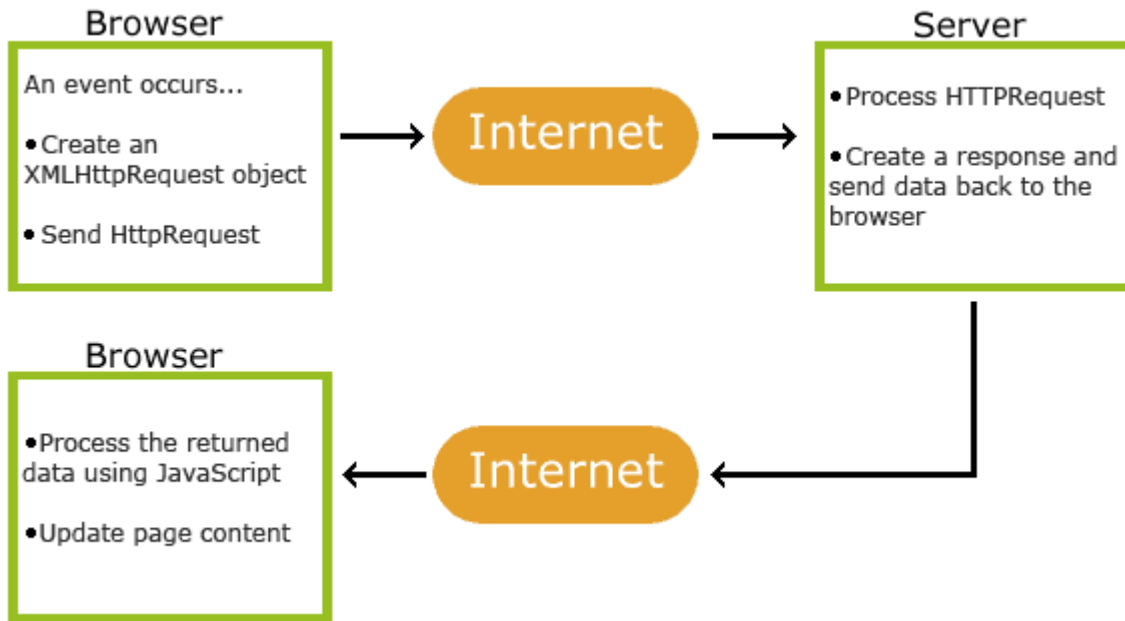 Browser
An event occurs...
•Create an
XMLHttpRequest object
•Send HttpRequest
Internet
Server
•Process HTTPRequest
•Create a response and
send data back to the
browser
Browser
•Process the returned
data using JavaScript
•Update page content
Internet